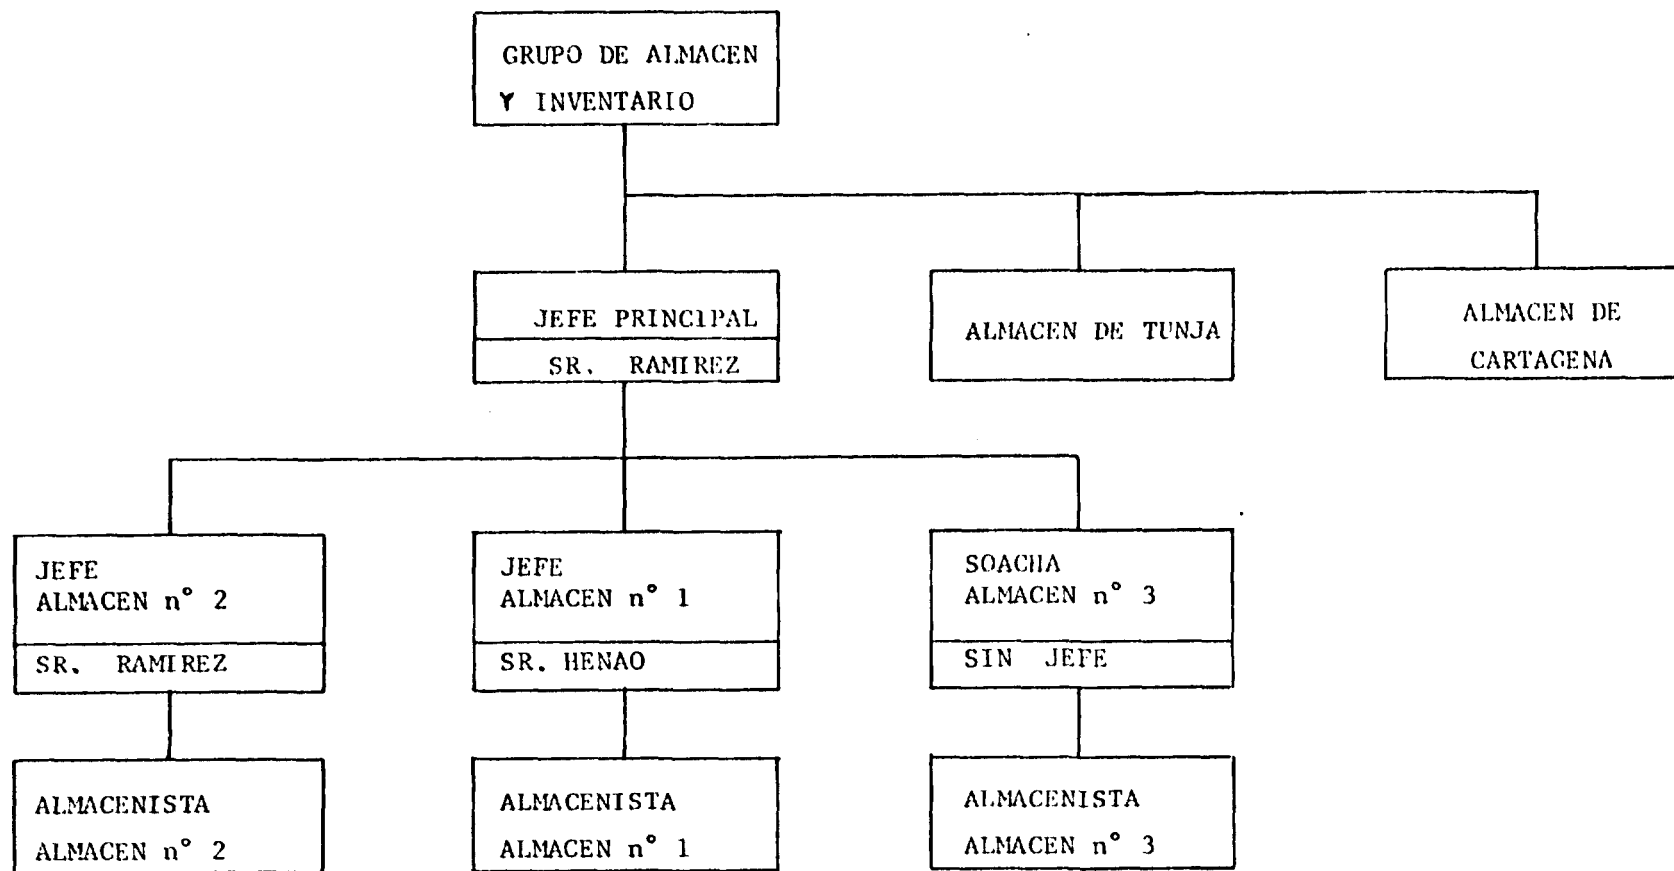 GRUPO DE ALMACEN
Y INVENTARIO
JEFE PRINCIPAL
SR. RAMIREZ
ALMACEN DE TUNJA
ALMACEN DE
CARTAGENA
JEFE
ALMACEN n° 2
SR. RAMIREZ
JEFE
ALMACEN n° 1
SR. HENAO
SOACHA
ALMACEN n° 3
SIN JEFE
ALMACENISTA
ALMACEN n° 2
ALMACENISTA
ALMACEN n° 1
ALMACENISTA
ALMACEN n° 3